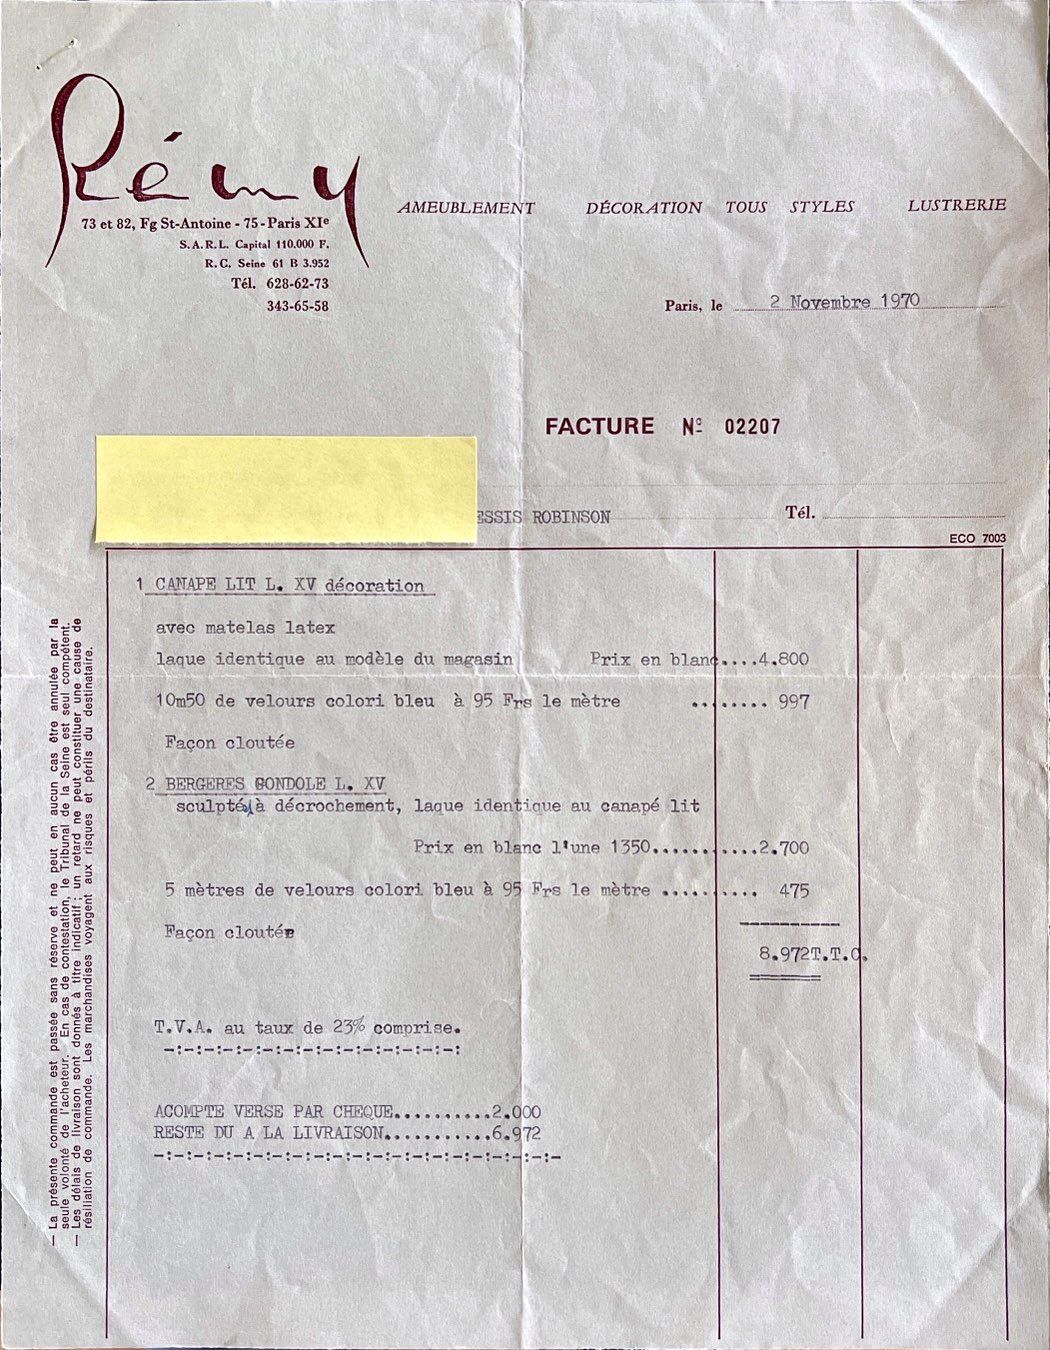 Rémy
73 et 82, Fg St-Antoine - 75 - Paris XIe
S.A.R.L. Capital 110.000 F.
R.C. Seine 61 B 3.952
Tél. 628-62-73
343-65-58
AMEUBLEMENT DÉCORATION TOUS STYLES LUSTRERIE
Paris, le 2 Novembre 1970
FACTURE Nº 02207
ESSIS ROBINSON Tél.
ECO 7003
1 CANAPE LIT L. XV décoration
avec matelas latex
laque identique au modèle du magasin Prix en blanc....4.800
10m50 de velours colori bleu à 95 Frs le mètre ........ 997
Façon cloutée
2 BERGERES GONDOLE L. XV
sculptés à décrochement, laque identique au canapé lit
Prix en blanc l'une 1350...........2.700
5 mètres de velours colori bleu à 95 Frs le mètre .......... 475
Façon cloutée
8.972T.T.C.
T.V.A. au taux de 23% comprise.
-:-:-:-:-:-:-:-:-:-:-:-:-:-:-:-:-:
ACOMPTE VERSE PAR CHEQUE..........2.000
RESTE DU A LA LIVRAISON...........6.972
-:-:-:-:-:-:-:-:-:-:-:-:-:-:-:-:-:-:-:-:-:-:-
— La présente commande est passée sans réserve et ne peut en aucun cas être annulée par la
seule volonté de l'acheteur. En cas de contestation, le Tribunal de la Seine est seul compétent.
— Les délais de livraison sont donnés à titre indicatif ; un retard ne peut constituer une cause de
résiliation de commande. Les marchandises voyagent aux risques et périls du destinataire.